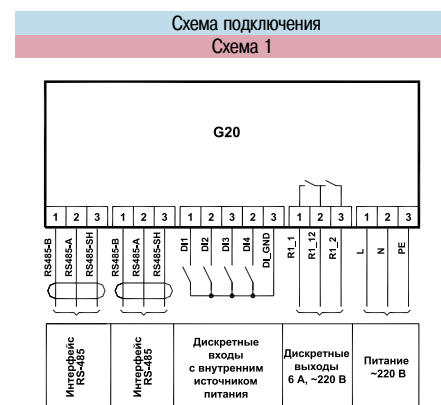 Схема подключения
Схема 1
G20
1 2 3 1 2 3 1 2 3 2 3 1 2 3 1 2 3
RS485-B
RS485-A
RS485-SH
RS485-B
RS485-A
RS485-SH
DI1
DI2
DI3
DI4
DI_GND
R1_1
R1_12
R1_2
L
N
PE
Интерфейс
RS-485
Интерфейс
RS-485
Дискретные
входы
с внутренним
источником
питания
Дискретные
выходы
6 А, ~220 В
Питание
~220 В